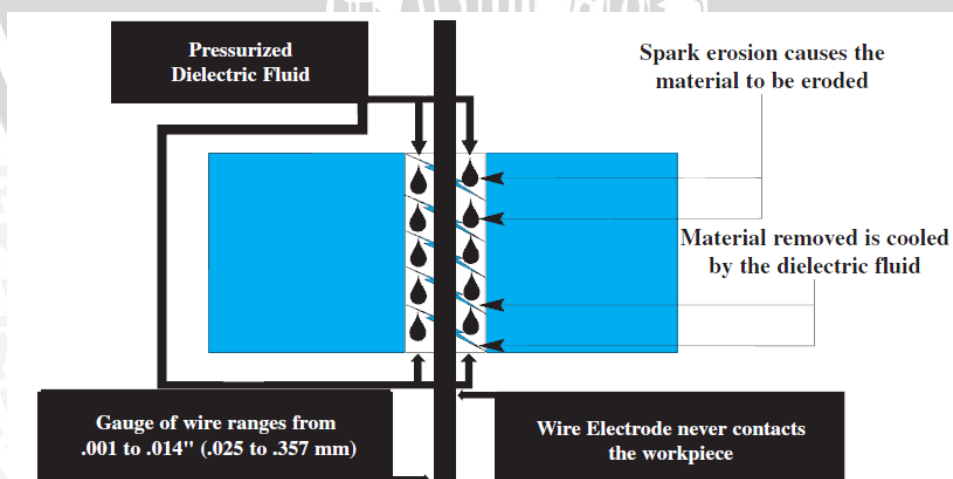 Pressurized
Dielectric Fluid
Spark erosion causes the
material to be eroded
Material removed is cooled
by the dielectric fluid
Gauge of wire ranges from
.001 to .014" (.025 to .357 mm)
Wire Electrode never contacts
the workpiece